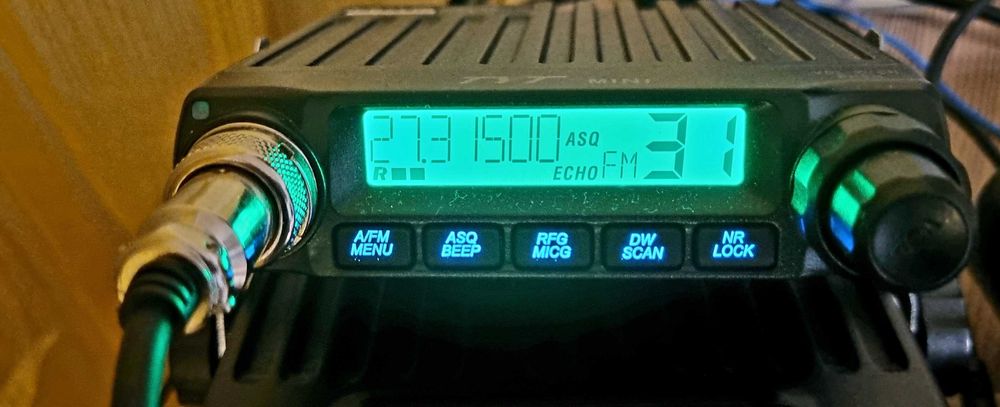 TYT MINI
27.31500 ASQ 31
R ECHO FM
A/FM MENU
ASQ BEEP
RFG MICG
DW SCAN
NR LOCK